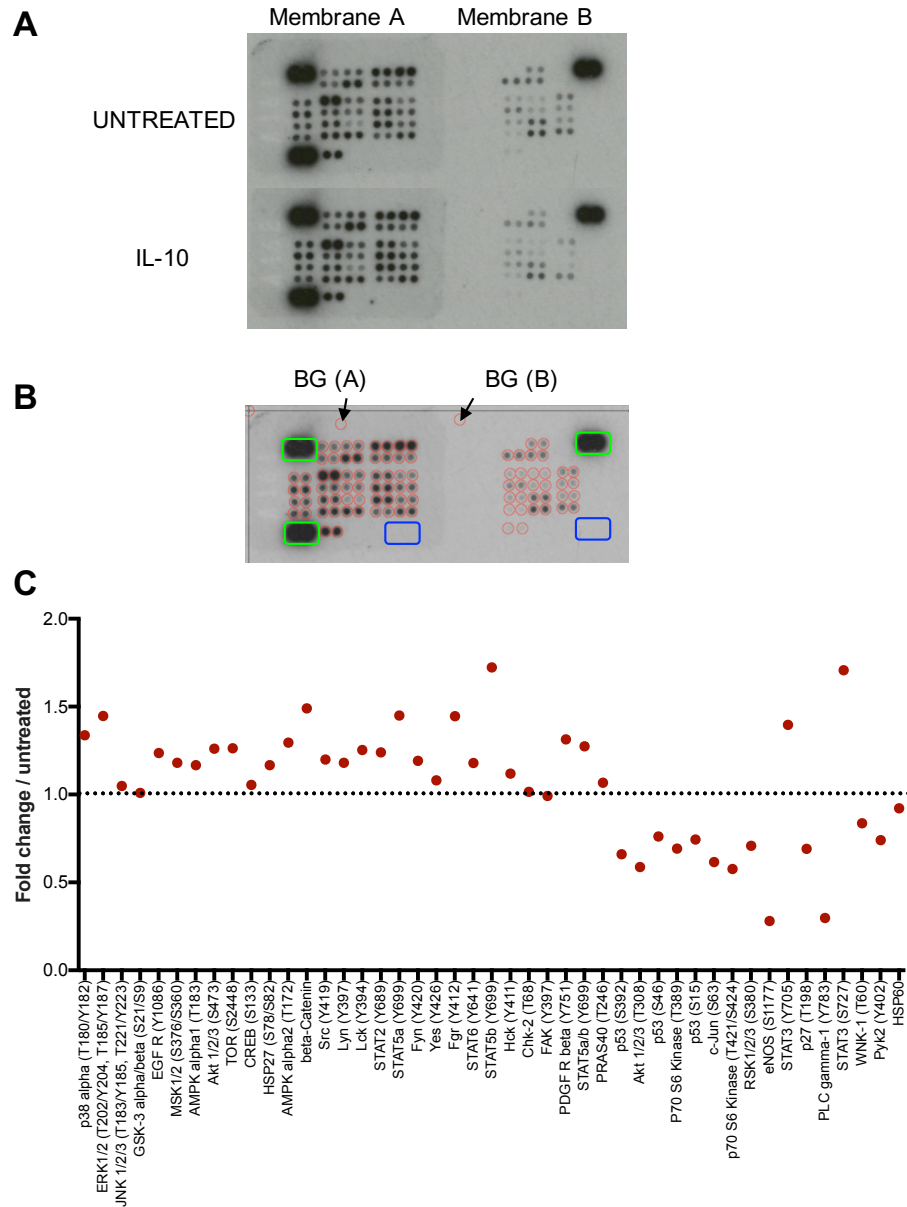 A
Membrane A
Membrane B
UNTREATED
IL-10
B
BG (A)
BG (B)
C
Fold change / untreated
2.0
1.5
1.0
0.5
0.0
p38 alpha (T180/Y182)
ERK1/2 (T202/Y204, T185/Y187)
JNK 1/2/3 (T183/Y185, T221/Y223)
GSK-3 alpha/beta (S21/S9)
EGF R (Y1086)
MSK1/2 (S376/S360)
AMPK alpha1 (T183)
Akt 1/2/3 (S473)
TOR (S2448)
CREB (S133)
HSP27 (S78/S82)
AMPK alpha2 (T172)
beta-Catenin
Src (Y419)
Lyn (Y397)
Lck (Y394)
STAT2 (Y689)
STAT5a (Y699)
Fyn (Y420)
Yes (Y426)
Fgr (Y412)
STAT6 (Y641)
STAT5b (Y699)
Hck (Y411)
Chk-2 (T68)
FAK (Y397)
PDGF R beta (Y751)
STAT5a/b (Y699)
PRAS40 (T246)
p53 (S392)
Akt 1/2/3 (T308)
p53 (S46)
P70 S6 Kinase (T389)
p53 (S15)
c-Jun (S63)
p70 S6 Kinase (T421/S424)
RSK1/2/3 (S380)
eNOS (S1177)
STAT3 (Y705)
p27 (T198)
PLC gamma-1 (Y783)
STAT3 (S727)
WNK-1 (T60)
Pyk2 (Y402)
HSP60